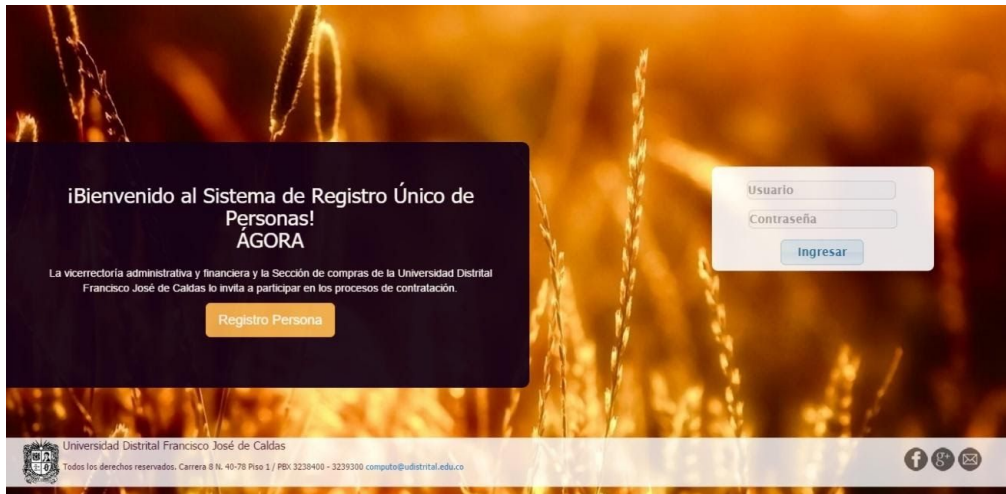 ¡Bienvenido al Sistema de Registro Único de
Personas!
ÁGORA
La vicerrectoría administrativa y financiera y la Sección de compras de la Universidad Distrital
Francisco José de Caldas lo invita a participar en los procesos de contratación.
Registro Persona
Usuario
Contraseña
Ingresar
Universidad Distrital Francisco José de Caldas
Todos los derechos reservados. Carrera 8 N. 40-78 Piso 1 / PBX 3238400 - 3239300 computo@udistrital.edu.co
f g+